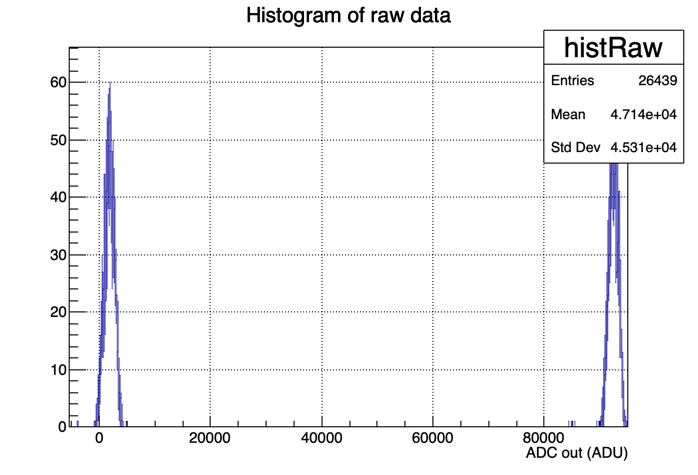 Histogram of raw data
histRaw
Entries 26439
Mean 4.714e+04
Std Dev 4.531e+04
60
50
40
30
20
10
0
0 20000 40000 60000 80000
ADC out (ADU)